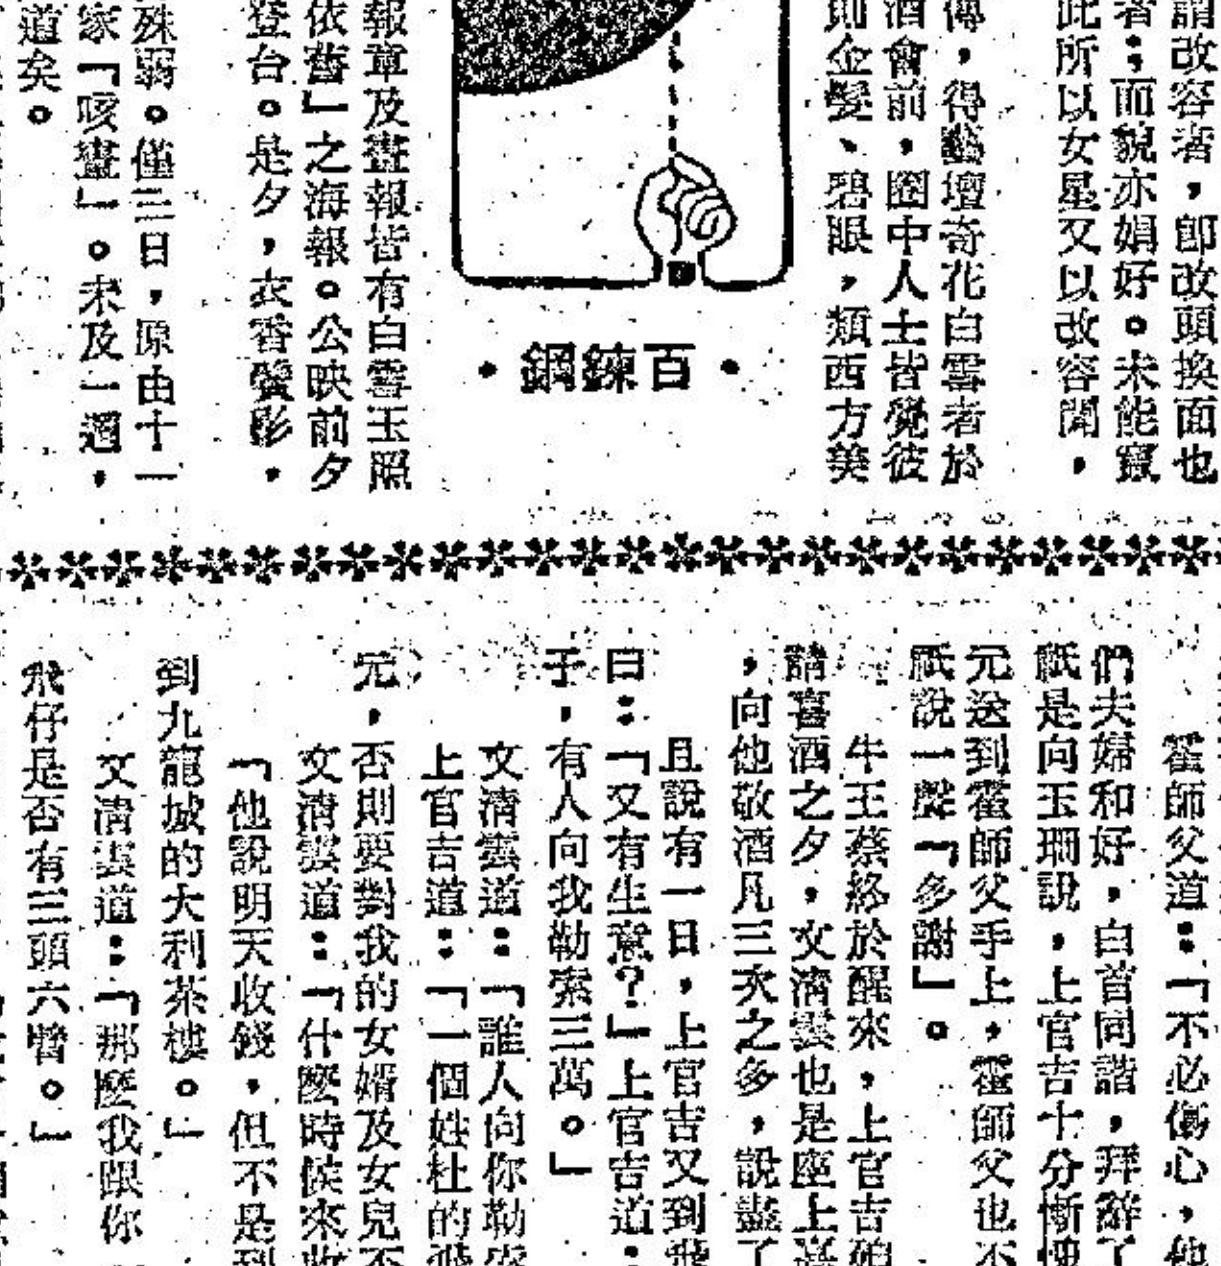 謂改容者，卽改頭換面也
者；而貌亦娟好。未能竄
此所以女星又以改容聞，
傳，得藝壇奇花白雲者於
酒會前，圈中人士皆覺彼
則金髮、碧眼，類西方美
•百鍊鋼•
報章及畫報皆有白雲玉照
依舊」之海報。公映前夕
登台。是夕，衣香鬢影，
殊弱。僅三日，原由十一
家「咳畫」。未及一週，
道矣。
霍師父道：「不必傷心，他
們夫婦和好，白首同諧，拜辭了
祇是向玉珊說，上官吉十分慚愧
元送到霍師父手上，霍師父也不
祇說一聲「多謝」。
牛王蔡終於醒來，上官吉
請喜酒之夕，文清雲也是座上
，向他敬酒凡三次之多，說盡了
且說有一日，上官吉又到
曰：「又有生意？」上官吉道：
于，有人向我勒索三萬。」
文清雲道：「誰人向你勒索
上官吉道：「一個姓杜的
元，否則要對我的女婿及女兒不
文清雲道：「什麼時候來收
「他說明天收錢，但不是到
到九龍城的大利茶樓。」
文清雲道：「那麼我跟你
飛仔是否有三頭六臂。」